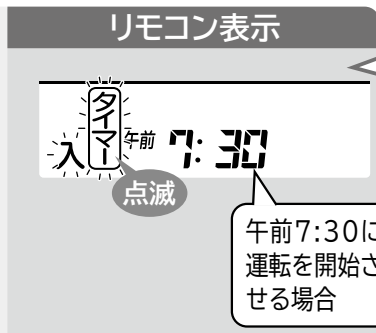 リモコン表示
タイマー
入
午前 7:30
点滅
午前7:30に
運転を開始さ
せる場合